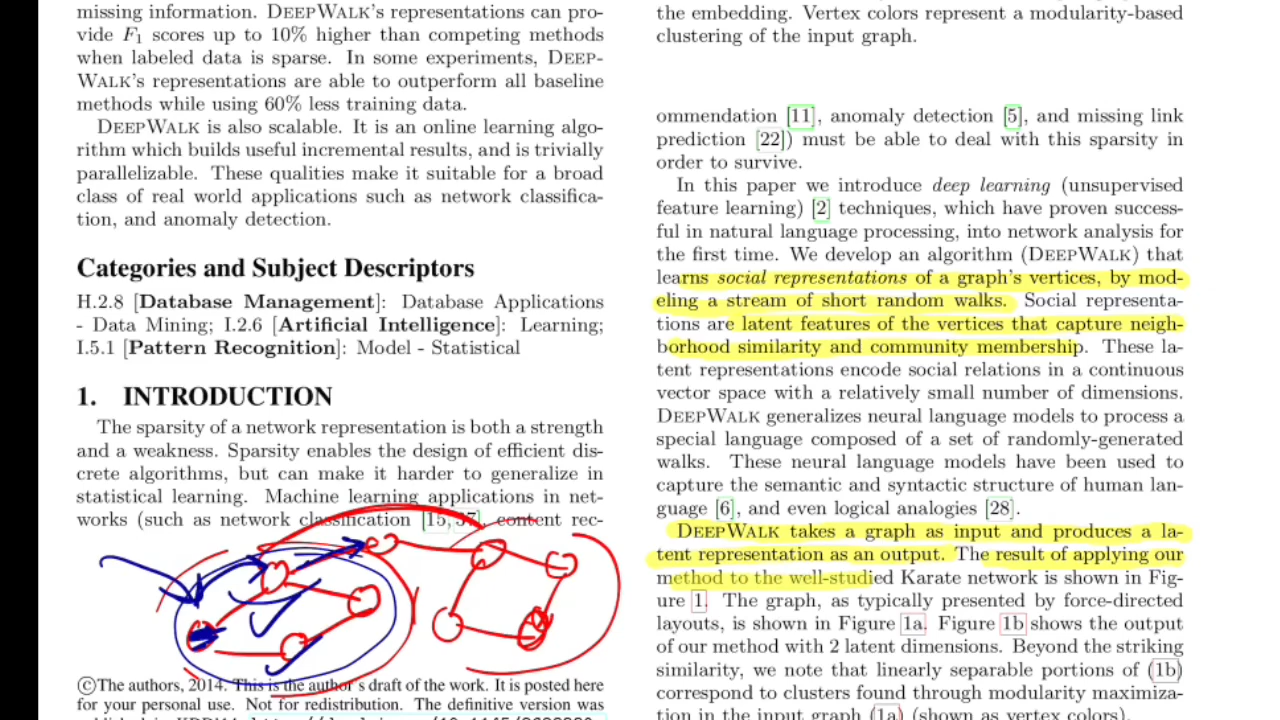 missing information. DEEPWALK's representations can pro-
vide F1 scores up to 10% higher than competing methods
when labeled data is sparse. In some experiments, DEEP-
WALK's representations are able to outperform all baseline
methods while using 60% less training data.
DEEPWALK is also scalable. It is an online learning algo-
rithm which builds useful incremental results, and is trivially
parallelizable. These qualities make it suitable for a broad
class of real world applications such as network classifica-
tion, and anomaly detection.
Categories and Subject Descriptors
H.2.8 [Database Management]: Database Applications
- Data Mining; I.2.6 [Artificial Intelligence]: Learning;
I.5.1 [Pattern Recognition]: Model - Statistical
1. INTRODUCTION
The sparsity of a network representation is both a strength
and a weakness. Sparsity enables the design of efficient dis-
crete algorithms, but can make it harder to generalize in
statistical learning. Machine learning applications in net-
works (such as network classification [15, 37], content rec-
©The authors, 2014. This is the author's draft of the work. It is posted here
for your personal use. Not for redistribution. The definitive version was
the embedding. Vertex colors represent a modularity-based
clustering of the input graph.
ommendation [11], anomaly detection [5], and missing link
prediction [22]) must be able to deal with this sparsity in
order to survive.
In this paper we introduce deep learning (unsupervised
feature learning) [2] techniques, which have proven success-
ful in natural language processing, into network analysis for
the first time. We develop an algorithm (DEEPWALK) that
learns social representations of a graph's vertices, by mod-
eling a stream of short random walks. Social representa-
tions are latent features of the vertices that capture neigh-
borhood similarity and community membership. These la-
tent representations encode social relations in a continuous
vector space with a relatively small number of dimensions.
DEEPWALK generalizes neural language models to process a
special language composed of a set of randomly-generated
walks. These neural language models have been used to
capture the semantic and syntactic structure of human lan-
guage [6], and even logical analogies [28].
DEEPWALK takes a graph as input and produces a la-
tent representation as an output. The result of applying our
method to the well-studied Karate network is shown in Fig-
ure 1. The graph, as typically presented by force-directed
layouts, is shown in Figure 1a. Figure 1b shows the output
of our method with 2 latent dimensions. Beyond the striking
similarity, we note that linearly separable portions of (1b)
correspond to clusters found through modularity maximiza-
tion in the input graph (1a) (shown as vertex colors).